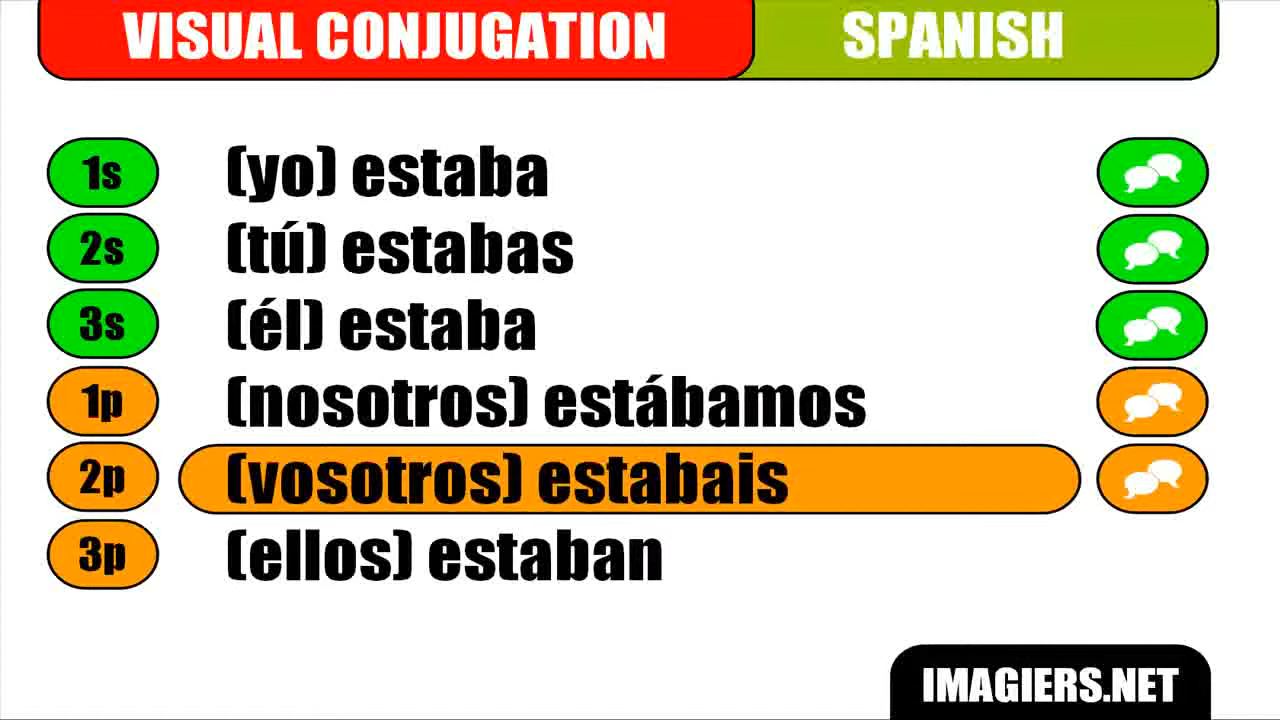 VISUAL CONJUGATION SPANISH
1s (yo) estaba
2s (tú) estabas
3s (él) estaba
1p (nosotros) estábamos
2p (vosotros) estabais
3p (ellos) estaban
IMAGIERS.NET